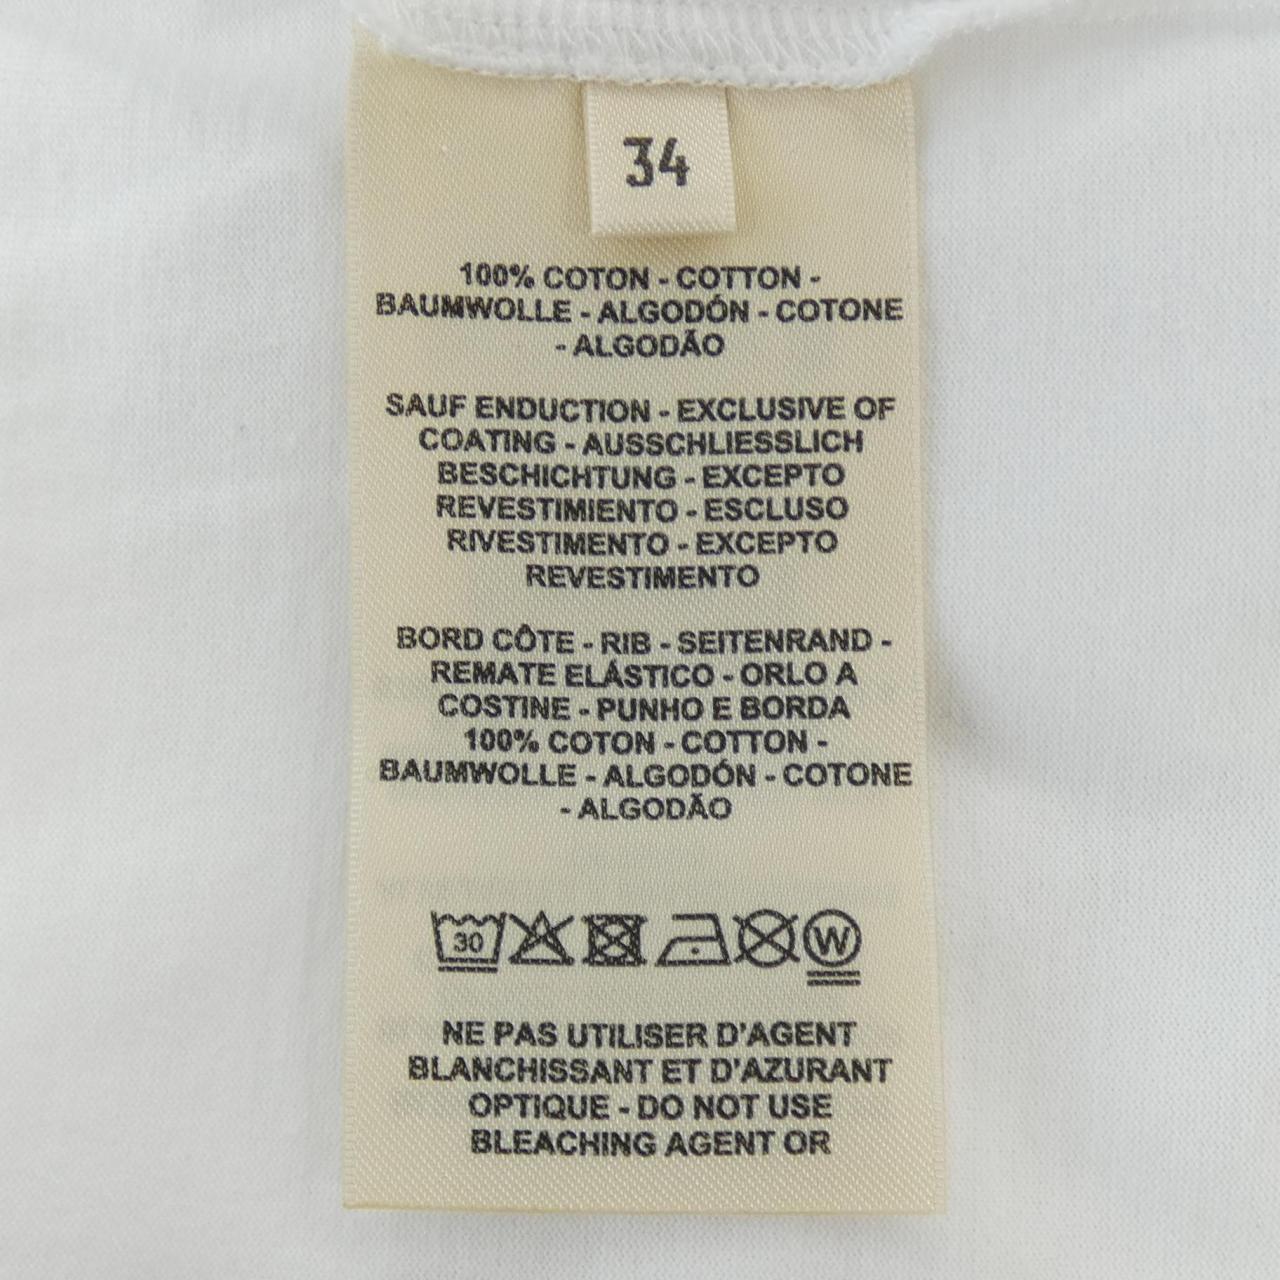 34
100% COTON - COTTON -
BAUMWOLLE - ALGODÓN - COTONE
- ALGODÃO
SAUF ENDUCTION - EXCLUSIVE OF
COATING - AUSSCHLIESSLICH
BESCHICHTUNG - EXCEPTO
REVESTIMIENTO - ESCLUSO
RIVESTIMENTO - EXCEPTO
REVESTIMENTO
BORD CÔTE - RIB - SEITENRAND -
REMATE ELÁSTICO - ORLO A
COSTINE - PUNHO E BORDA
100% COTON - COTTON -
BAUMWOLLE - ALGODÓN - COTONE
- ALGODÃO
30 W
NE PAS UTILISER D'AGENT
BLANCHISSANT ET D'AZURANT
OPTIQUE - DO NOT USE
BLEACHING AGENT OR